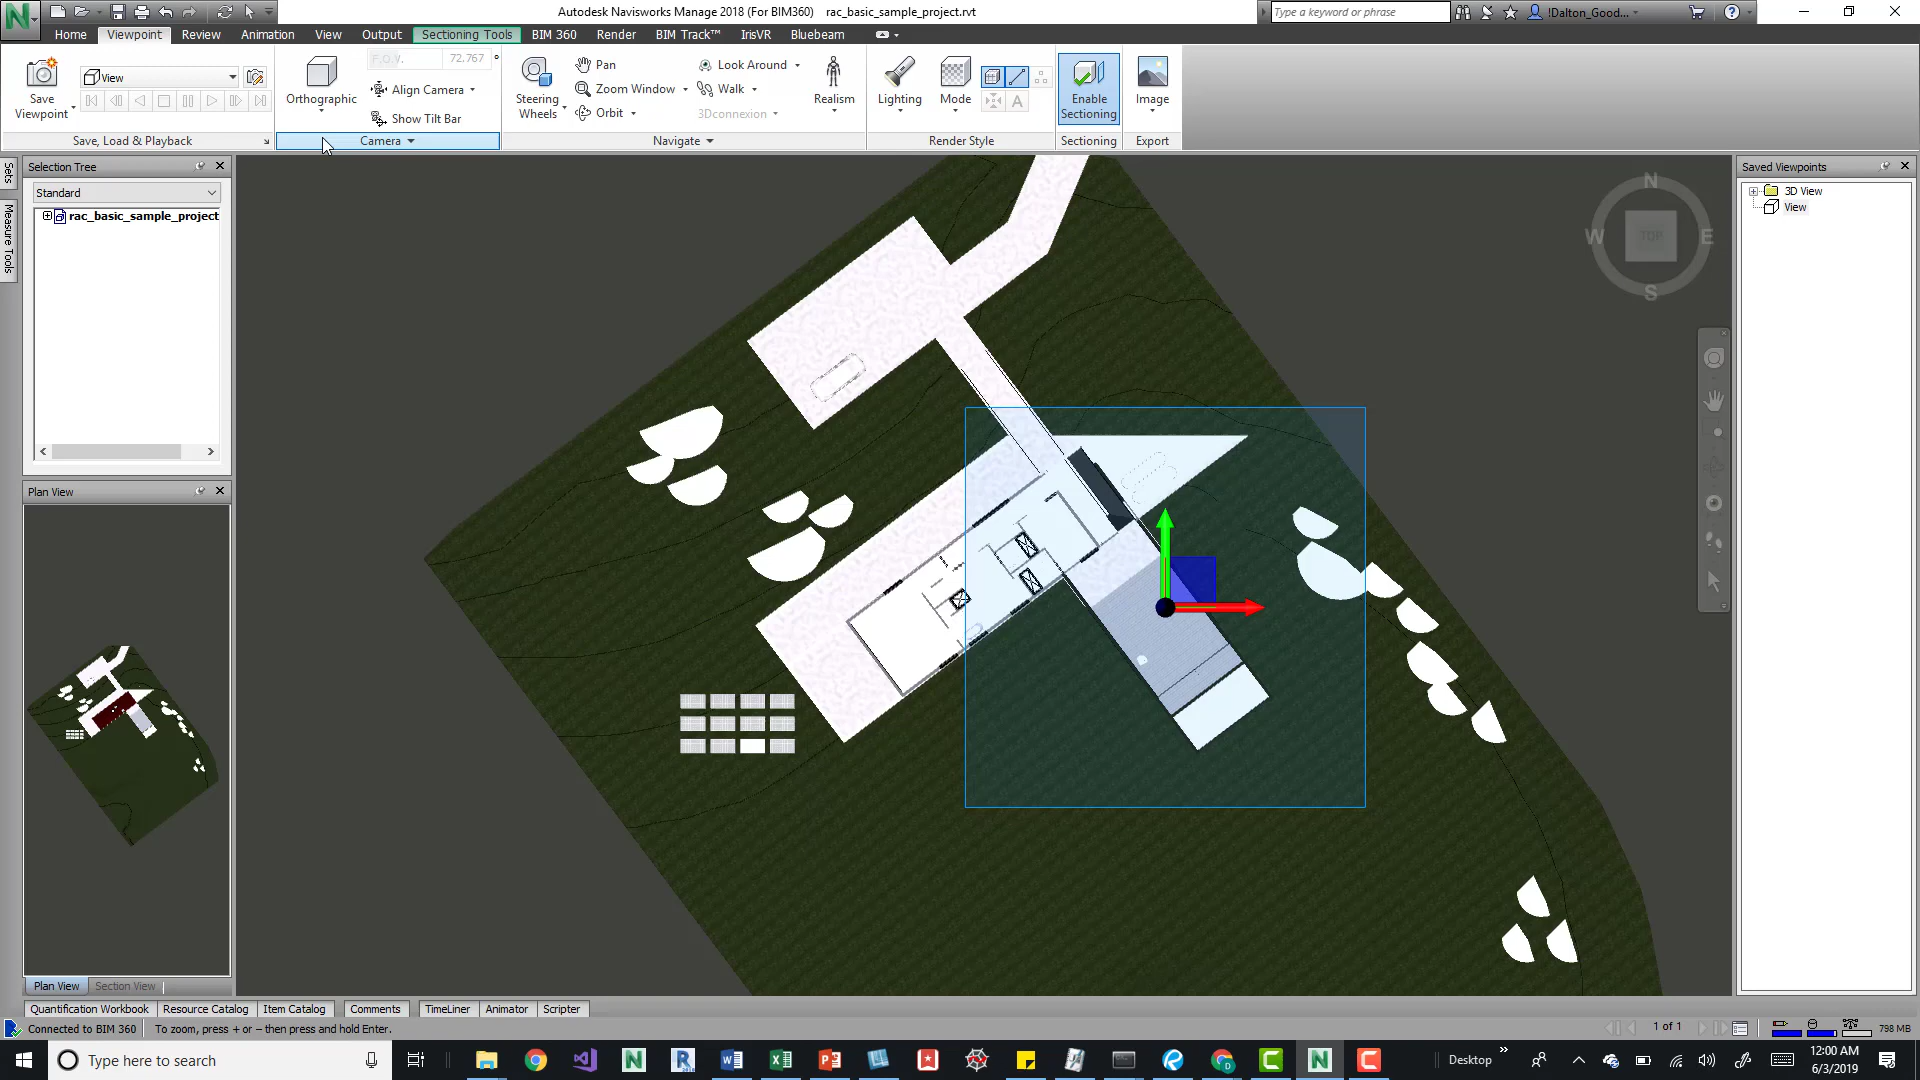 Autodesk Navisworks Manage 2018 (For BIM360) rac_basic_sample_project.rvt
Type a keyword or phrase
!Dalton_Good...
Home Viewpoint Review Animation View Output Sectioning Tools BIM 360 Render BIM Track™ IrisVR Bluebeam
Save Viewpoint
View
Orthographic
F.O.V. 72.767 °
Align Camera
Show Tilt Bar
Steering Wheels
Pan
Zoom Window
Orbit
Look Around
Walk
3Dconnexion
Realism
Lighting
Mode
A
Enable Sectioning
Image
Save, Load & Playback Camera Navigate Render Style Sectioning Export
Sets
Measure Tools
Selection Tree
Standard
rac_basic_sample_project
Plan View
Plan View Section View
N
W TOP E
S
Saved Viewpoints
3D View
View
Quantification Workbook Resource Catalog Item Catalog Comments TimeLiner Animator Scripter
Connected to BIM 360 To zoom, press + or – then press and hold Enter.
1 of 1
798 MB
Type here to search
Desktop
12:00 AM
6/3/2019